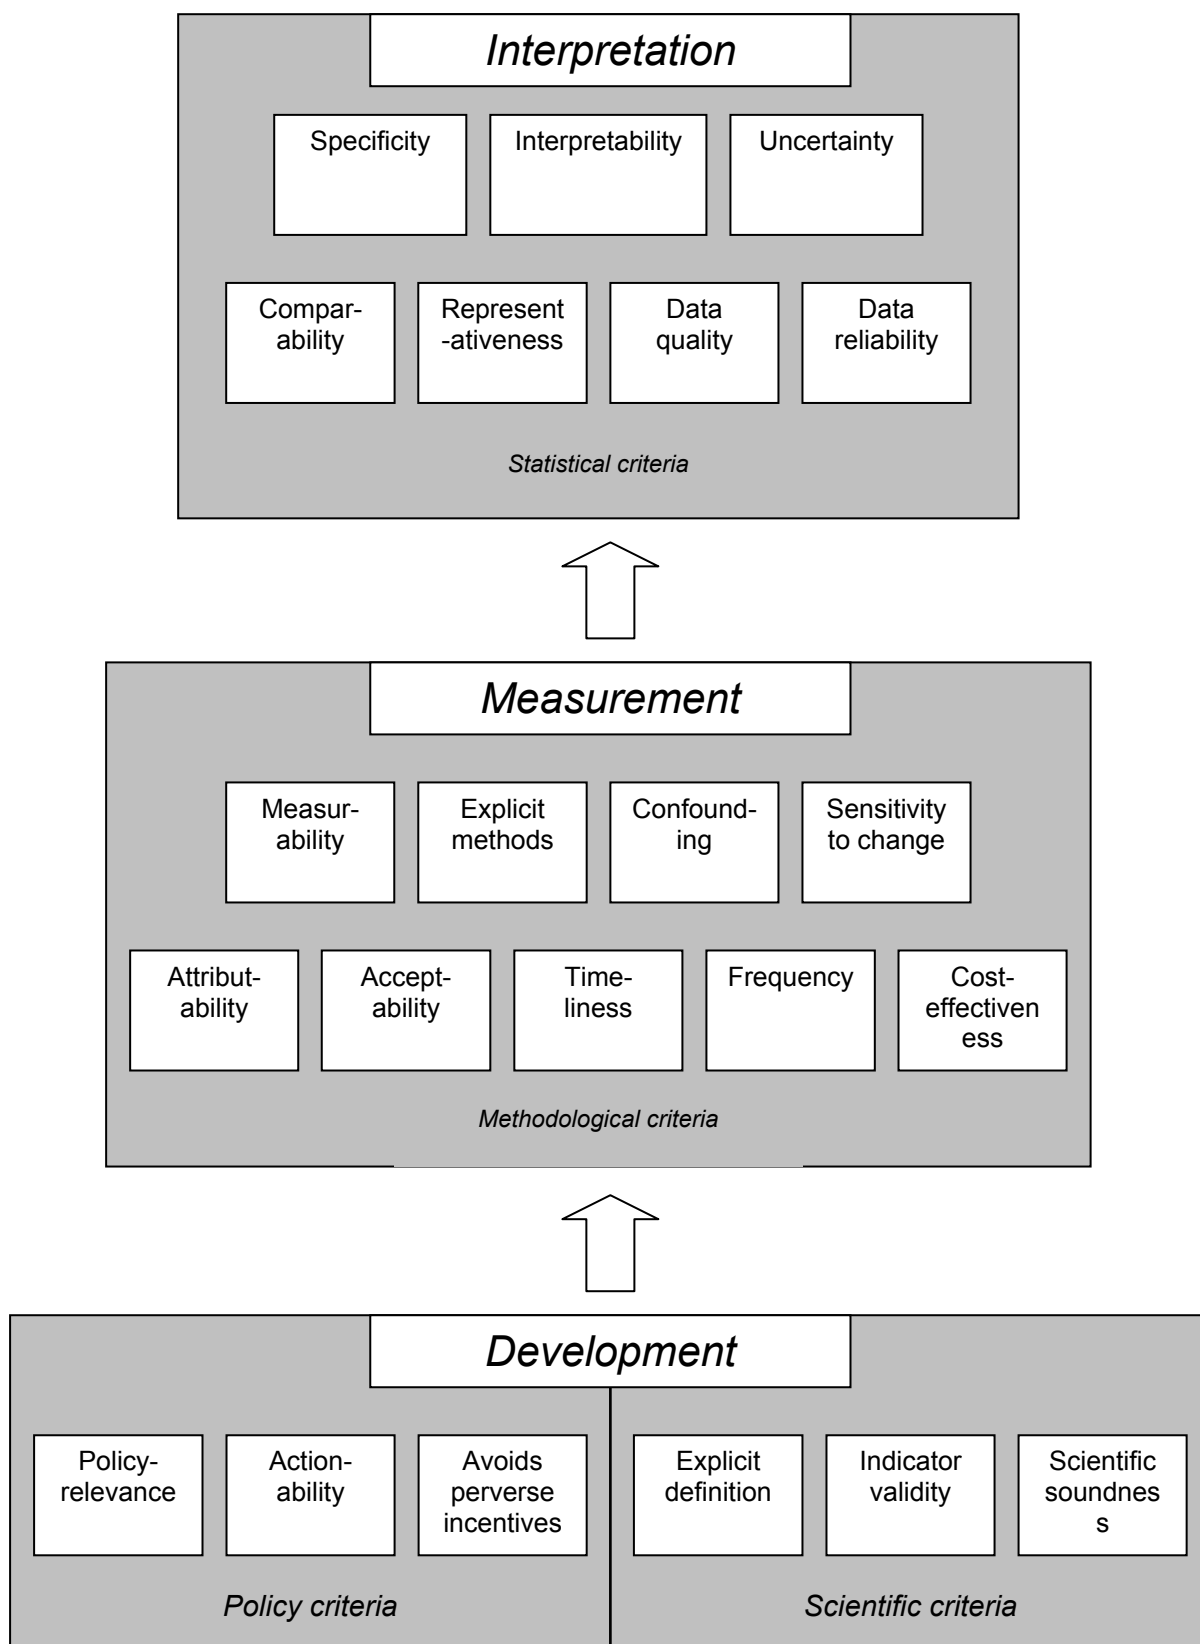 Interpretation
Specificity
Interpretability
Uncertainty
Compar-
ability
Represent
-ativeness
Data
quality
Data
reliability
Statistical criteria
Measurement
Measur-
ability
Explicit
methods
Confound-
ing
Sensitivity
to change
Attribut-
ability
Accept-
ability
Time-
liness
Frequency
Cost-
effectiven
ess
Methodological criteria
Development
Policy-
relevance
Action-
ability
Avoids
perverse
incentives
Explicit
definition
Indicator
validity
Scientific
soundnes
s
Policy criteria
Scientific criteria